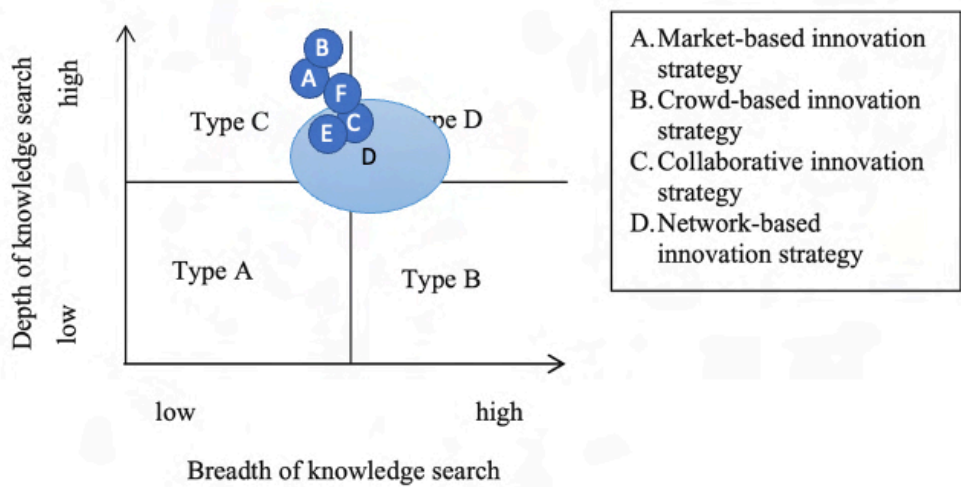 Depth of knowledge search
high
low
B
A
F
Type C
E
C
pe D
D
Type A
Type B
low
high
Breadth of knowledge search
A.Market-based innovation
strategy
B.Crowd-based innovation
strategy
C.Collaborative innovation
strategy
D.Network-based
innovation strategy